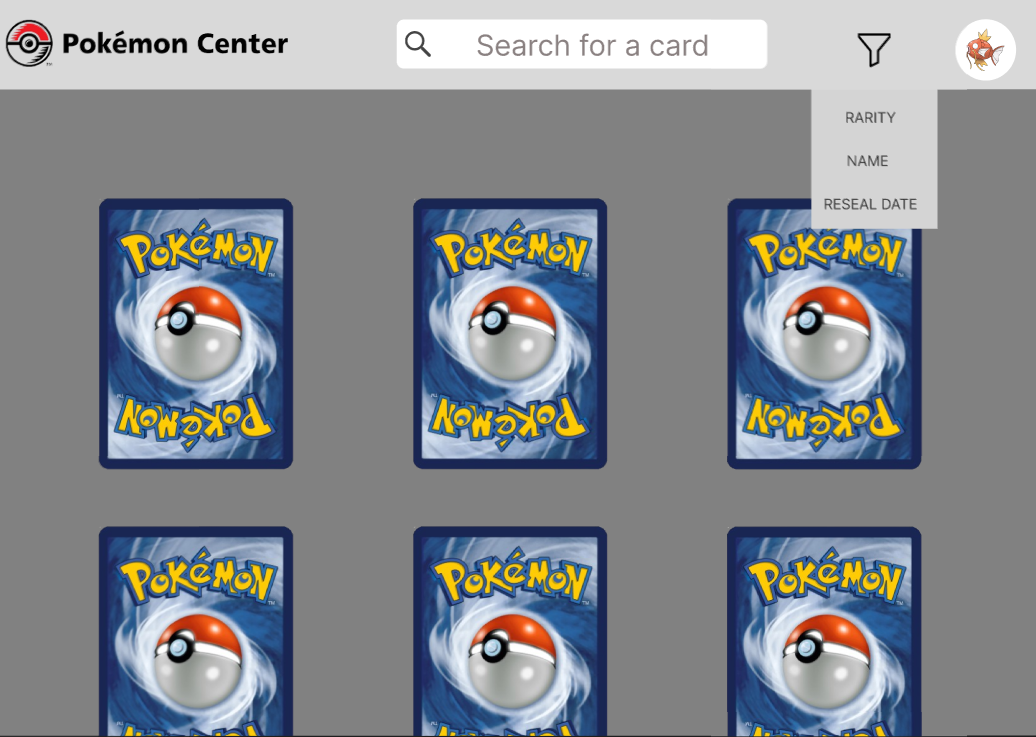 Pokémon Center
Search for a card
RARITY
NAME
RESEAL DATE
POKéMON
POKéMON
POKéMON
POKéMON
POKéMON
POKéMON
POKéMON
POKéMON
POKéMON